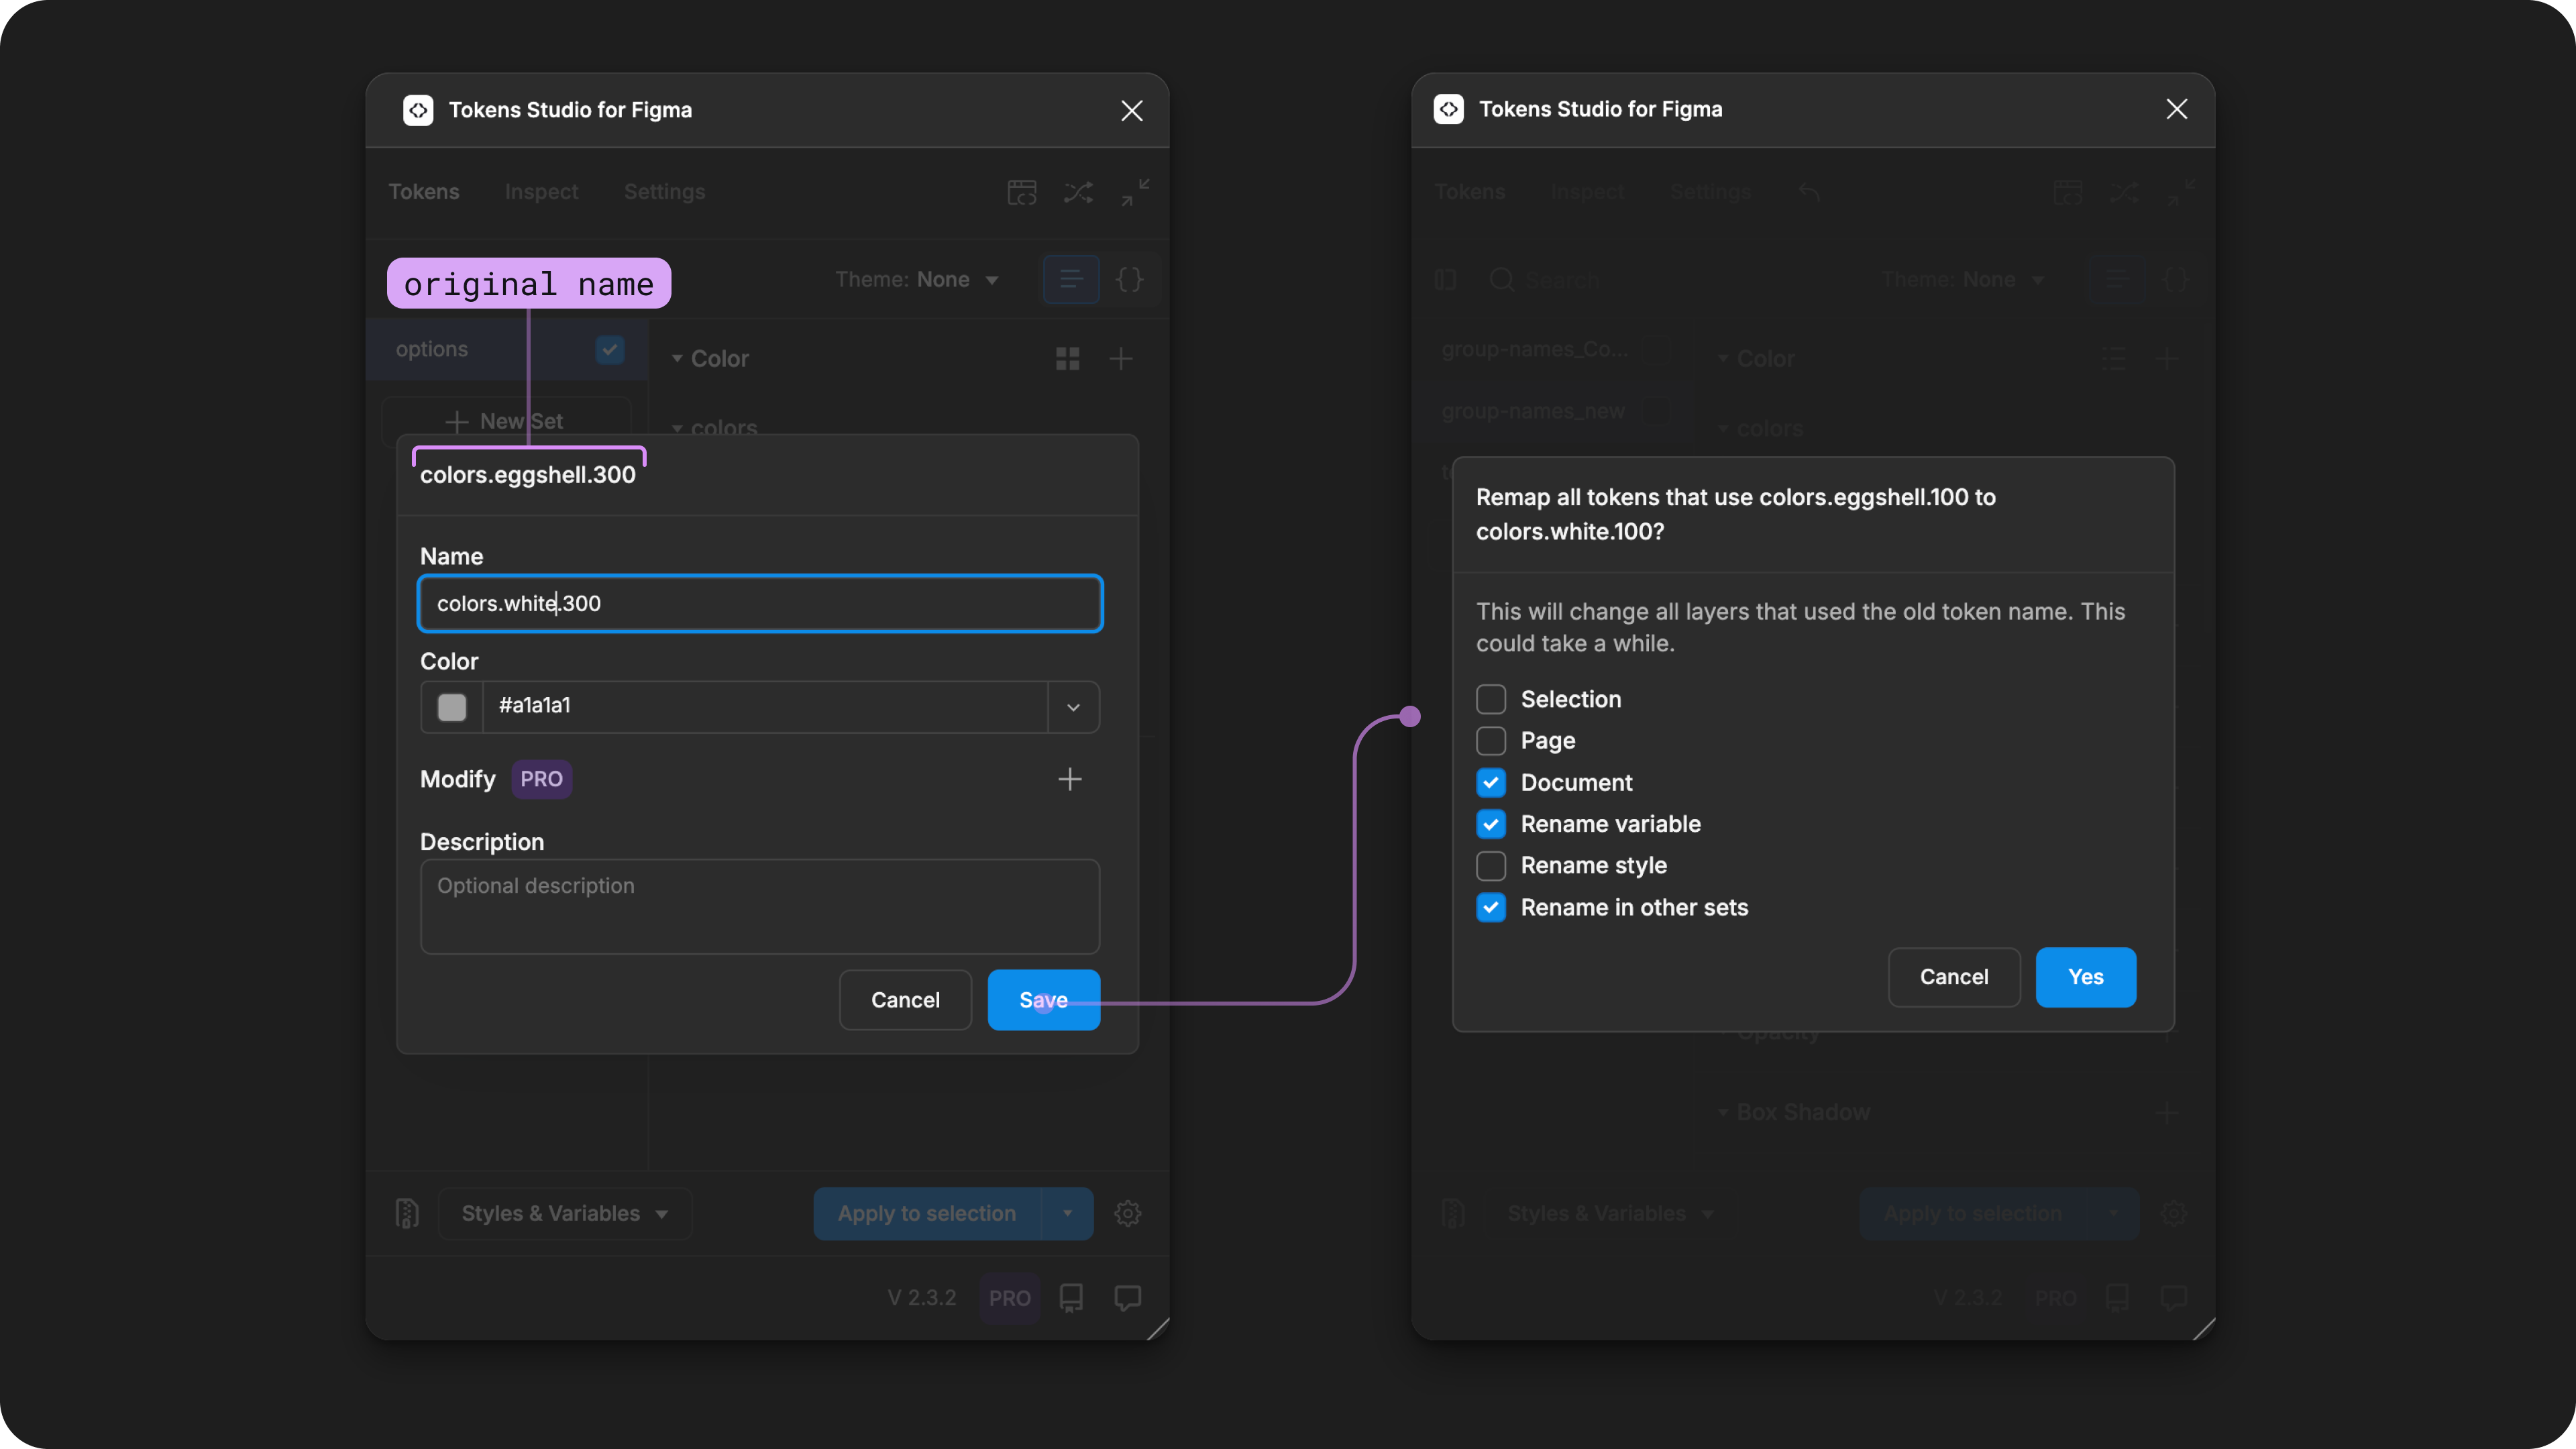 Tokens Studio for Figma
Tokens
Inspect
Settings
original name
Theme: None
options
Color
New Set
colors
colors.eggshell.300
Name
colors.white.300
Color
#a1a1a1
Modify PRO
Description
Optional description
Cancel
Save
Styles & Variables
Apply to selection
V 2.3.2
PRO
Tokens Studio for Figma
Tokens
Inspect
Settings
Search
Theme: None
group-names_Co...
Color
group-names_new
colors
Remap all tokens that use colors.eggshell.100 to
colors.white.100?
This will change all layers that used the old token name. This
could take a while.
Selection
Page
Document
Rename variable
Rename style
Rename in other sets
Cancel
Yes
Opacity
Box Shadow
Styles & Variables
Apply to selection
V 2.3.2
PRO